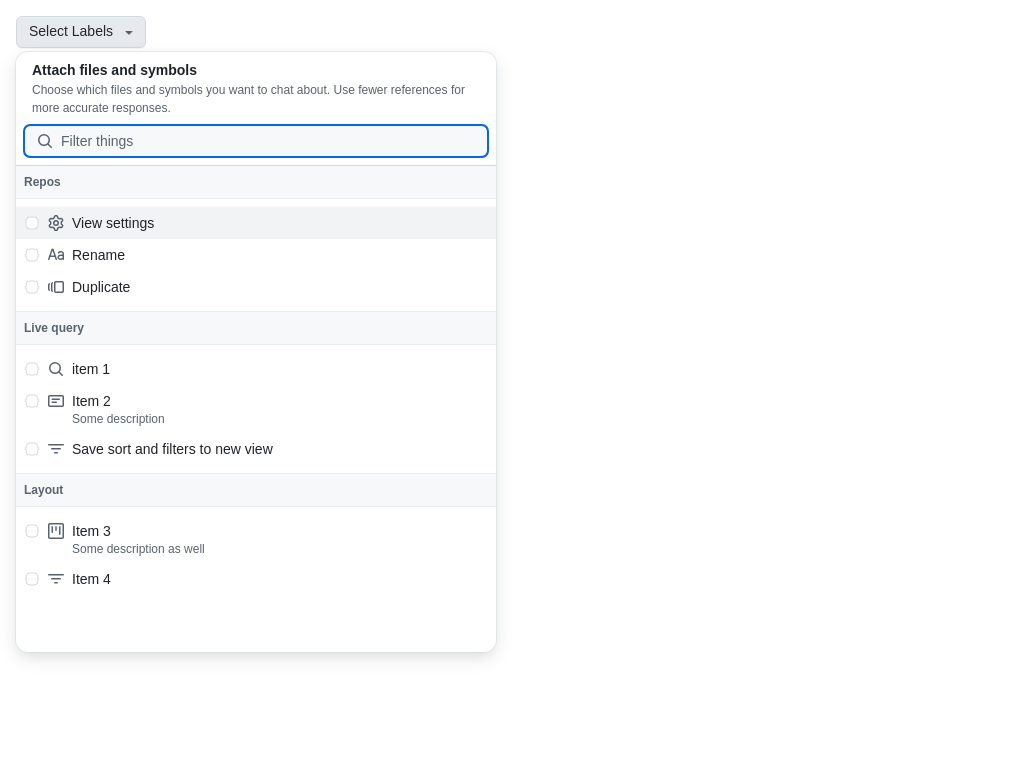 Select Labels
Attach files and symbols
Choose which files and symbols you want to chat about. Use fewer references for
more accurate responses.
Filter things
Repos
View settings
Rename
Duplicate
Live query
item 1
Item 2
Some description
Save sort and filters to new view
Layout
Item 3
Some description as well
Item 4